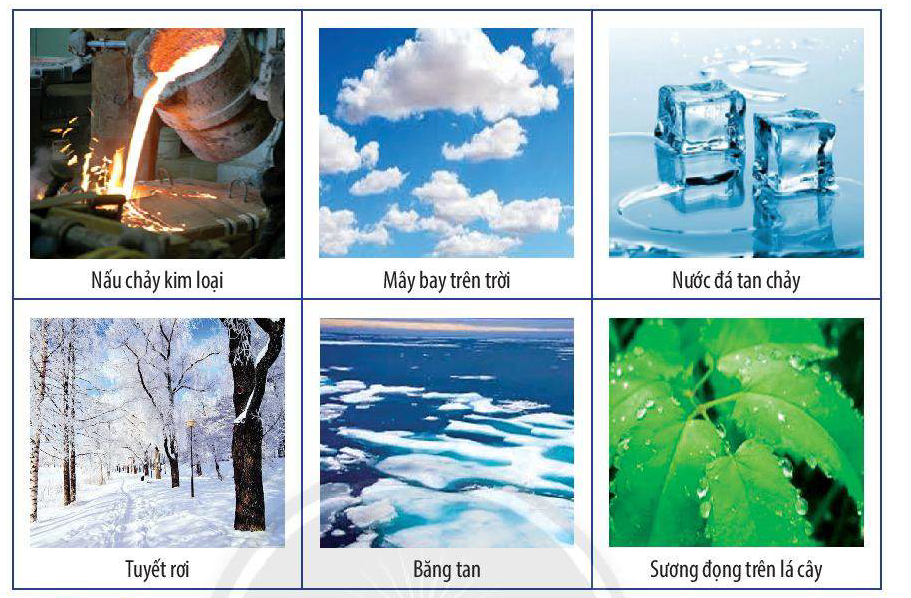 Nấu chảy kim loại
Mây bay trên trời
Nước đá tan chảy
Tuyết rơi
Băng tan
Sương đọng trên lá cây